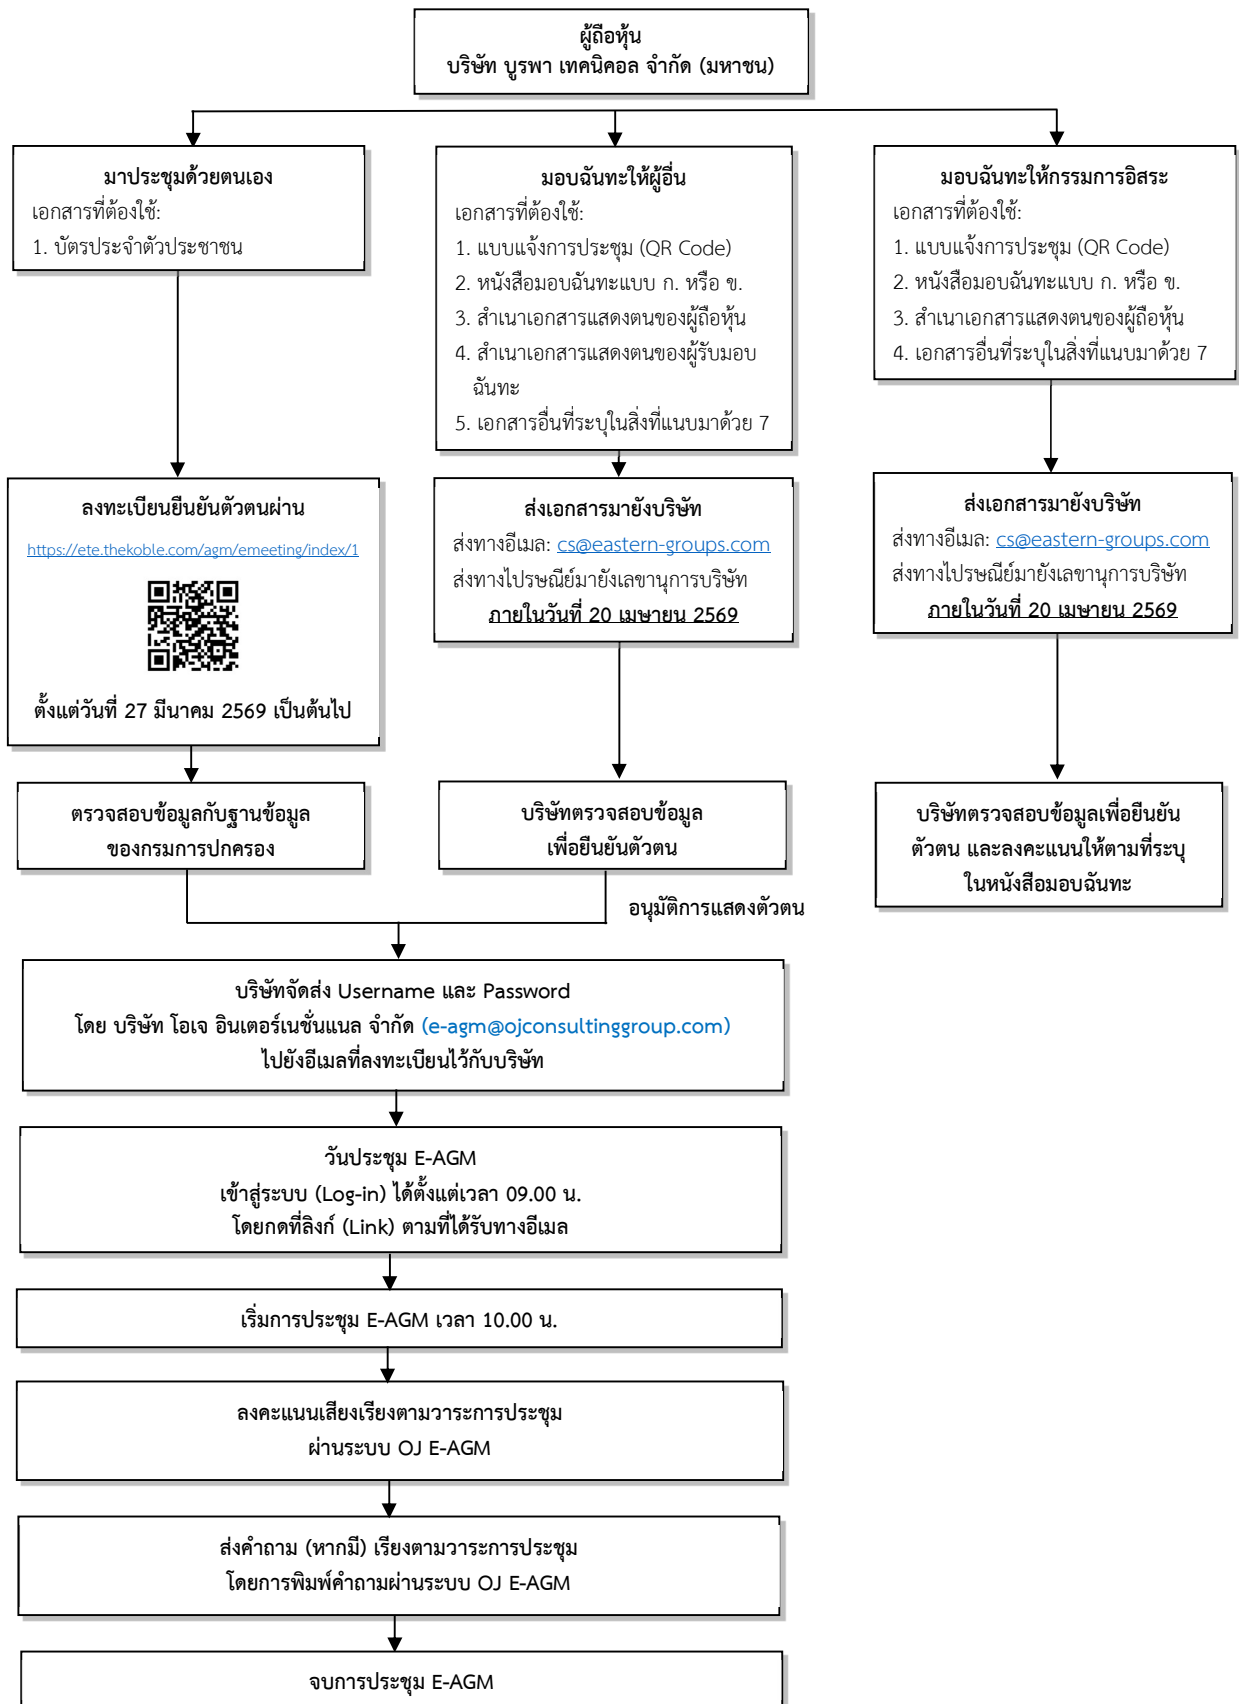 ผู้ถือหุ้น
บริษัท บูรพา เทคนิคอล จำกัด (มหาชน)
มาประชุมด้วยตนเอง
เอกสารที่ต้องใช้:
1. บัตรประจำตัวประชาชน
มอบฉันทะให้ผู้อื่น
เอกสารที่ต้องใช้:
1. แบบแจ้งการประชุม (QR Code)
2. หนังสือมอบฉันทะแบบ ก. หรือ ข.
3. สำเนาเอกสารแสดงตนของผู้ถือหุ้น
4. สำเนาเอกสารแสดงตนของผู้รับมอบ
ฉันทะ
5. เอกสารอื่นที่ระบุในสิ่งที่แนบมาด้วย 7
มอบฉันทะให้กรรมการอิสระ
เอกสารที่ต้องใช้:
1. แบบแจ้งการประชุม (QR Code)
2. หนังสือมอบฉันทะแบบ ก. หรือ ข.
3. สำเนาเอกสารแสดงตนของผู้ถือหุ้น
4. เอกสารอื่นที่ระบุในสิ่งที่แนบมาด้วย 7
ลงทะเบียนยืนยันตัวตนผ่าน
https://ete.thekoble.com/agm/emeeting/index/1
ตั้งแต่วันที่ 27 มีนาคม 2569 เป็นต้นไป
ส่งเอกสารมายังบริษัท
ส่งทางอีเมล: cs@eastern-groups.com
ส่งทางไปรษณีย์มายังเลขานุการบริษัท
ภายในวันที่ 20 เมษายน 2569
ส่งเอกสารมายังบริษัท
ส่งทางอีเมล: cs@eastern-groups.com
ส่งทางไปรษณีย์มายังเลขานุการบริษัท
ภายในวันที่ 20 เมษายน 2569
ตรวจสอบข้อมูลกับฐานข้อมูล
ของกรมการปกครอง
บริษัทตรวจสอบข้อมูล
เพื่อยืนยันตัวตน
บริษัทตรวจสอบข้อมูลเพื่อยืนยัน
ตัวตน และลงคะแนนให้ตามที่ระบุ
ในหนังสือมอบฉันทะ
อนุมัติการแสดงตัวตน
บริษัทจัดส่ง Username และ Password
โดย บริษัท โอเจ อินเตอร์เนชั่นแนล จำกัด (e-agm@ojconsultinggroup.com)
ไปยังอีเมลที่ลงทะเบียนไว้กับบริษัท
วันประชุม E-AGM
เข้าสู่ระบบ (Log-in) ได้ตั้งแต่เวลา 09.00 น.
โดยกดที่ลิงก์ (Link) ตามที่ได้รับทางอีเมล
เริ่มการประชุม E-AGM เวลา 10.00 น.
ลงคะแนนเสียงเรียงตามวาระการประชุม
ผ่านระบบ OJ E-AGM
ส่งคำถาม (หากมี) เรียงตามวาระการประชุม
โดยการพิมพ์คำถามผ่านระบบ OJ E-AGM
จบการประชุม E-AGM